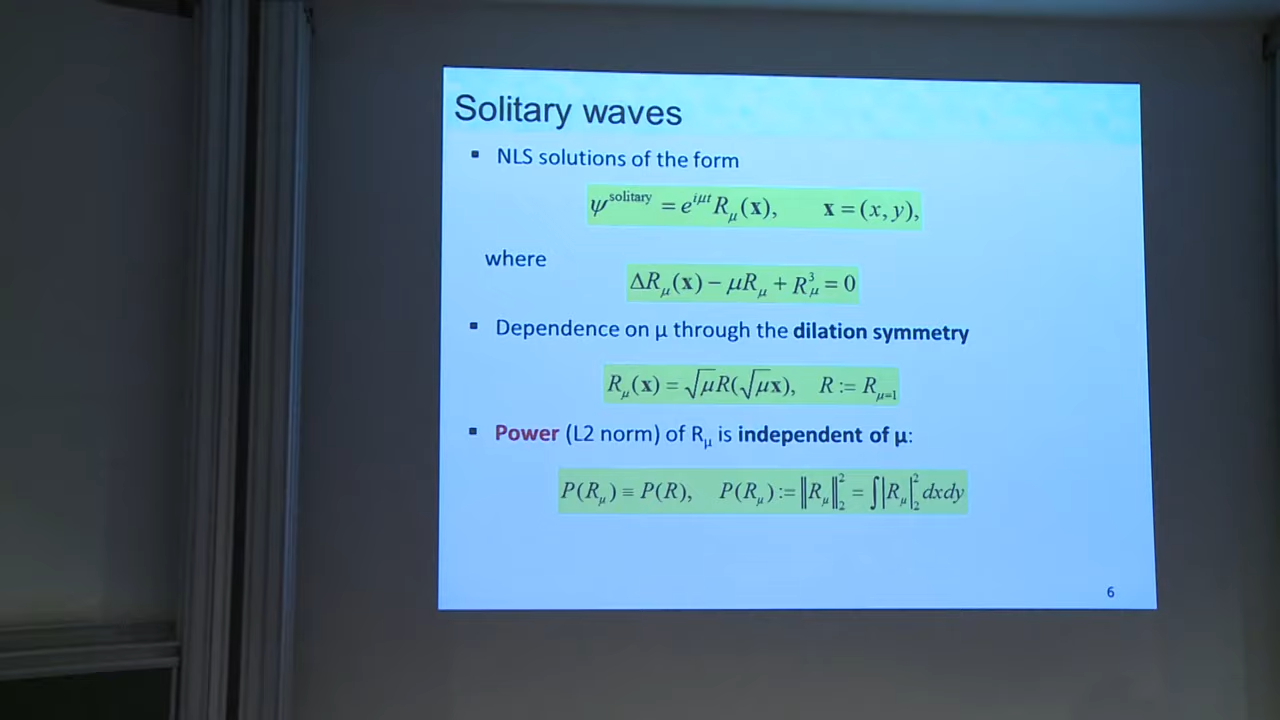 Solitary waves
▪ NLS solutions of the form
ψ^solitary = e^{iμt} R_μ(x), x = (x, y),
where
ΔR_μ(x) − μR_μ + R_μ^3 = 0
▪ Dependence on μ through the dilation symmetry
R_μ(x) = √μR(√μx), R := R_{μ=1}
▪ Power (L2 norm) of R_μ is independent of μ:
P(R_μ) ≡ P(R), P(R_μ) := ‖R_μ‖_2^2 = ∫|R_μ|_2^2 dxdy
6